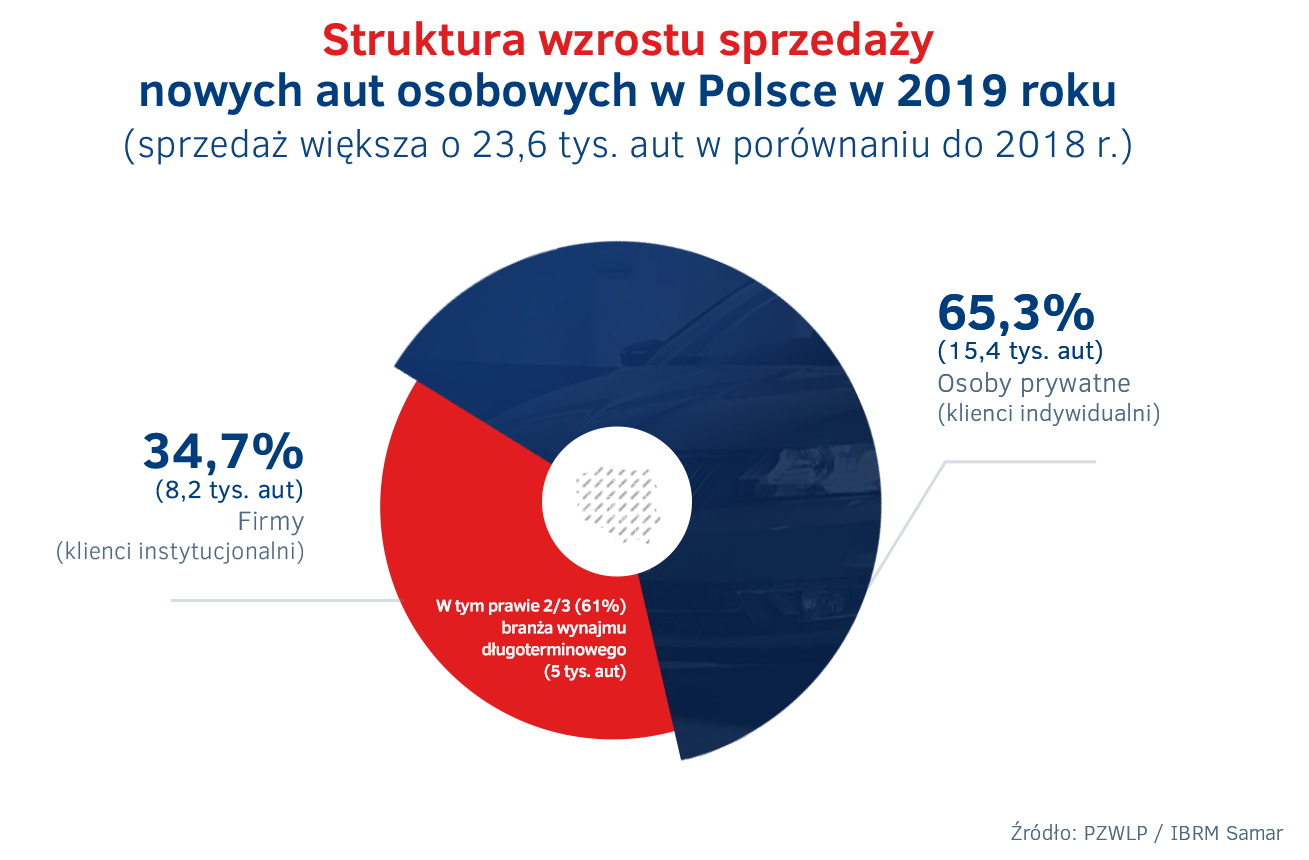 Struktura wzrostu sprzedaży
nowych aut osobowych w Polsce w 2019 roku
(sprzedaż większa o 23,6 tys. aut w porównaniu do 2018 r.)
65,3%
(15,4 tys. aut)
Osoby prywatne
(klienci indywidualni)
34,7%
(8,2 tys. aut)
Firmy
(klienci instytucjonalni)
W tym prawie 2/3 (61%)
branża wynajmu
długoterminowego
(5 tys. aut)
Źródło: PZWLP / IBRM Samar